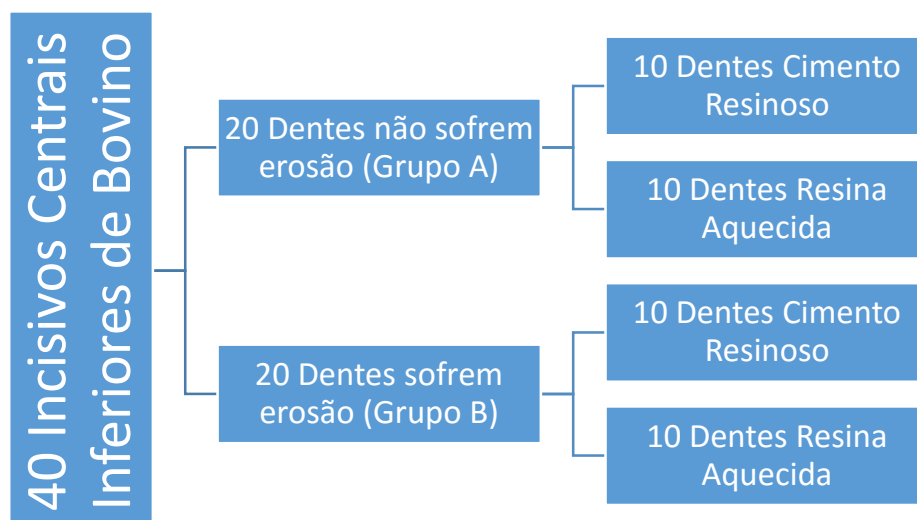 40 Incisivos Centrais
Inferiores de Bovino
20 Dentes não sofrem
erosão (Grupo A)
10 Dentes Cimento
Resinoso
10 Dentes Resina
Aquecida
20 Dentes sofrem
erosão (Grupo B)
10 Dentes Cimento
Resinoso
10 Dentes Resina
Aquecida